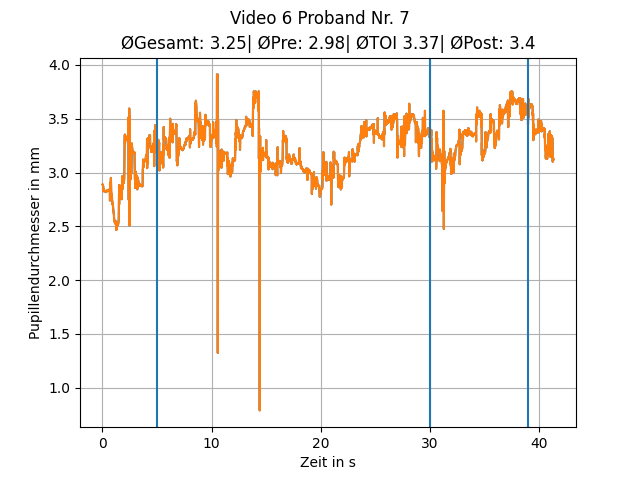 Video 6 Proband Nr. 7
ØGesamt: 3.25| ØPre: 2.98| ØTOI 3.37| ØPost: 3.4
4.0
3.5
3.0
2.5
2.0
1.5
1.0
Pupillendurchmesser in mm
0 10 20 30 40
Zeit in s